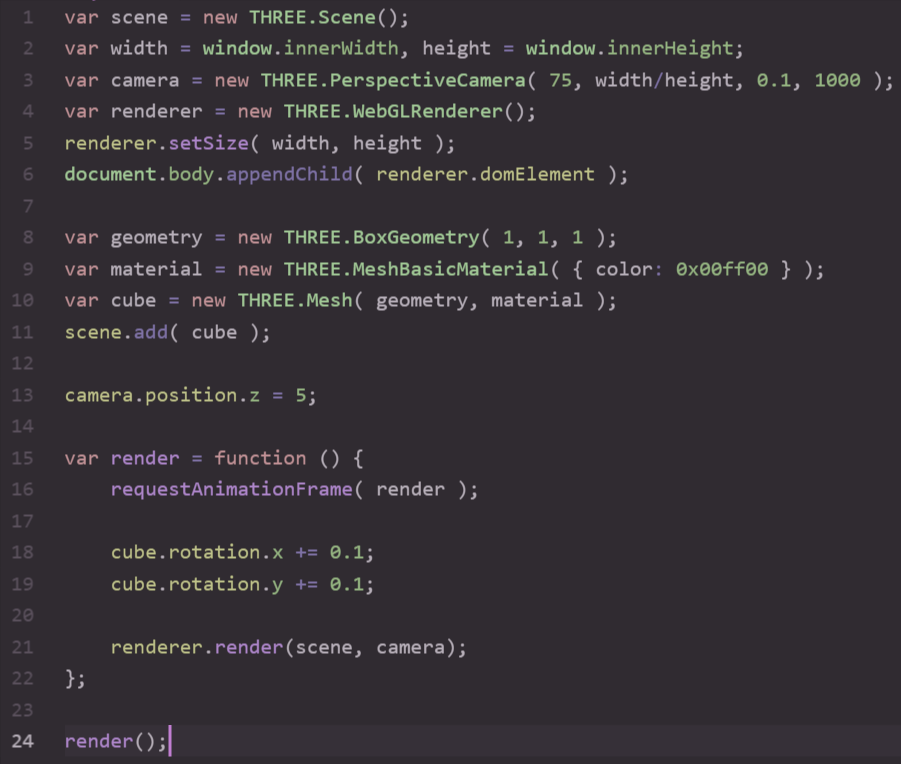 1 var scene = new THREE.Scene();
2 var width = window.innerWidth, height = window.innerHeight;
3 var camera = new THREE.PerspectiveCamera( 75, width/height, 0.1, 1000 );
4 var renderer = new THREE.WebGLRenderer();
5 renderer.setSize( width, height );
6 document.body.appendChild( renderer.domElement );
7
8 var geometry = new THREE.BoxGeometry( 1, 1, 1 );
9 var material = new THREE.MeshBasicMaterial( { color: 0x00ff00 } );
10 var cube = new THREE.Mesh( geometry, material );
11 scene.add( cube );
12
13 camera.position.z = 5;
14
15 var render = function () {
16     requestAnimationFrame( render );
17
18     cube.rotation.x += 0.1;
19     cube.rotation.y += 0.1;
20
21     renderer.render(scene, camera);
22 };
23
24 render();